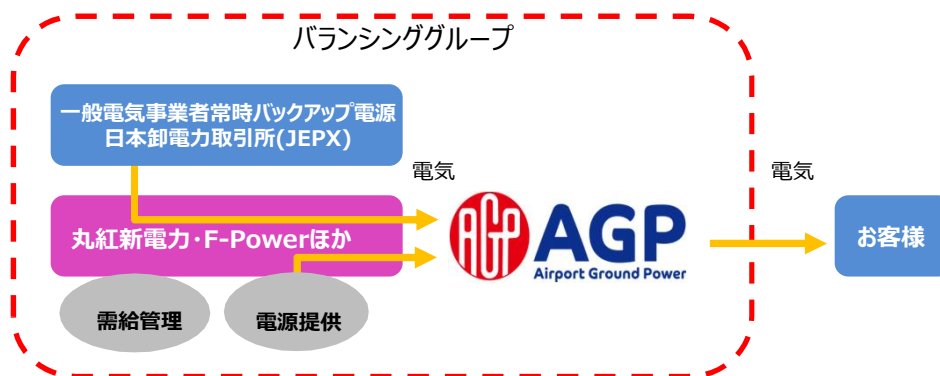 バランシンググループ
一般電気事業者常時バックアップ電源
日本卸電力取引所(JEPX)
電気
電気
丸紅新電力・F-Powerほか
AGP
AGP
Airport Ground Power
お客様
需給管理
電源提供